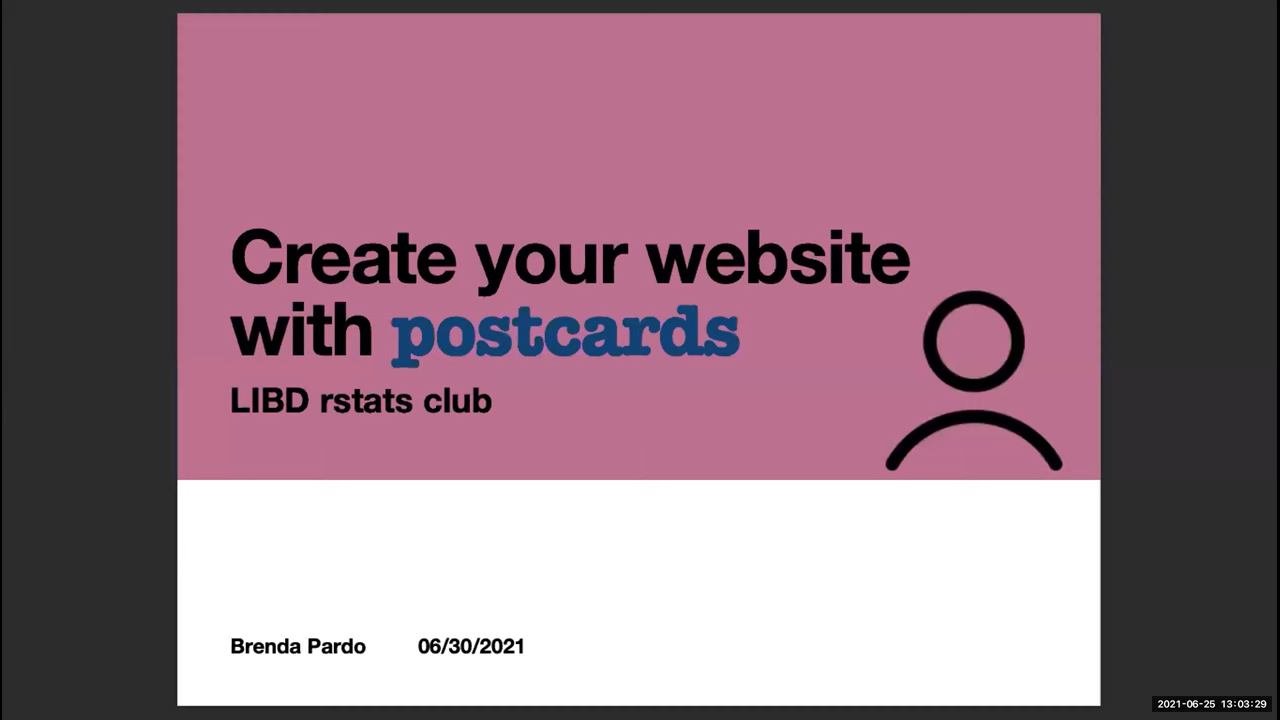 Create your website
with postcards
LIBD rstats club
Brenda Pardo 06/30/2021
2021-06-25 13:03:29